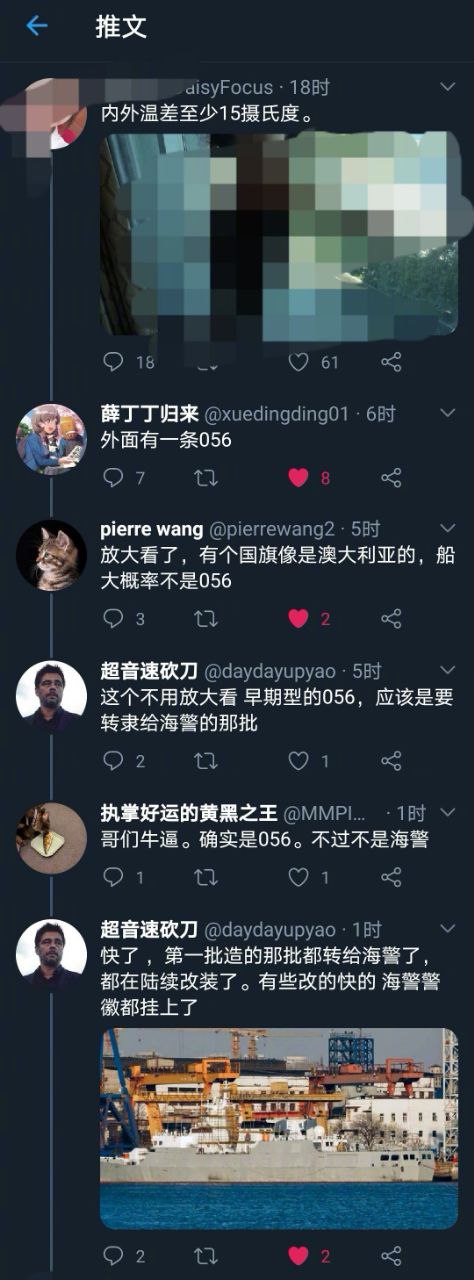 推文
aisyFocus · 18时
内外温差至少15摄氏度。
18
61
薛丁丁归来 @xuedingding01 · 6时
外面有一条056
7
8
pierre wang @pierrewang2 · 5时
放大看了，有个国旗像是澳大利亚的，船
大概率不是056
3
2
超音速砍刀 @daydayupyao · 5时
这个不用放大看 早期型的056，应该是要
转隶给海警的那批
2
1
执掌好运的黄黑之王 @MMPI... · 1时
哥们牛逼。确实是056。不过不是海警
1
1
超音速砍刀 @daydayupyao · 1时
快了 ，第一批造的那批都转给海警了，
都在陆续改装了。有些改的快的 海警警
徽都挂上了
2
2